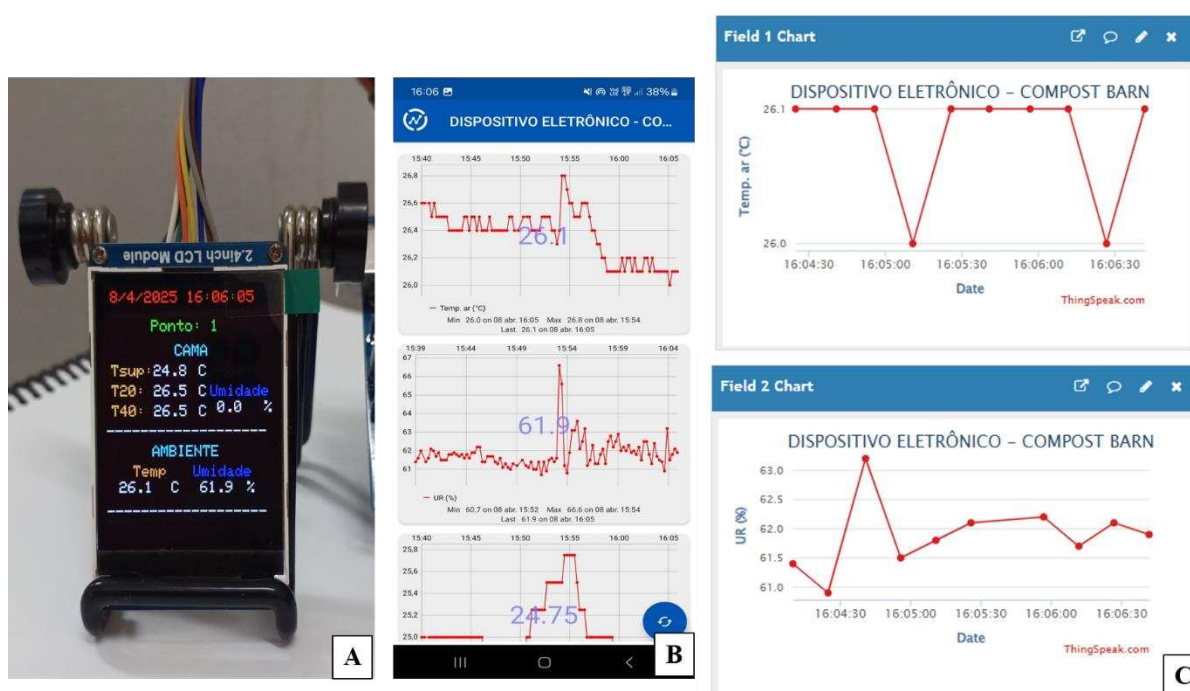 2.4inch LCD Module
8/4/2025 16:06:05
Ponto: 1
CAMA
Tsup:24.8 C
T20: 26.5 C Umidade
T40: 26.5 C 0.0 %
AMBIENTE
Temp Umidade
26.1 C 61.9 %
A
16:06 38%
DISPOSITIVO ELETRÔNICO - CO...
15:40 15:45 15:50 15:55 16:00 16:05
26,8
26,6
26,4
26.1
26,2
26,0
Temp. ar (°C)
Min 26.0 on 08 abr. 16:05 Max 26.8 on 08 abr. 15:54
Last 26.1 on 08 abr. 16:05
15:39 15:44 15:49 15:54 15:59 16:04
67
66
65
64
63
61.9
62
61
UR (%)
Min 60.7 on 08 abr. 15:52 Max 66.6 on 08 abr. 15:54
Last 61.9 on 08 abr. 16:05
15:40 15:45 15:50 15:55 16:00 16:05
25,8
25,6
25,4
25,2
24.75
25,0
B
Field 1 Chart
DISPOSITIVO ELETRÔNICO – COMPOST BARN
26.1
Temp. ar (°C)
26.0
16:04:30 16:05:00 16:05:30 16:06:00 16:06:30
Date
ThingSpeak.com
Field 2 Chart
DISPOSITIVO ELETRÔNICO – COMPOST BARN
63.0
62.5
UR (%)
62.0
61.5
61.0
16:04:30 16:05:00 16:05:30 16:06:00 16:06:30
Date
ThingSpeak.com
C